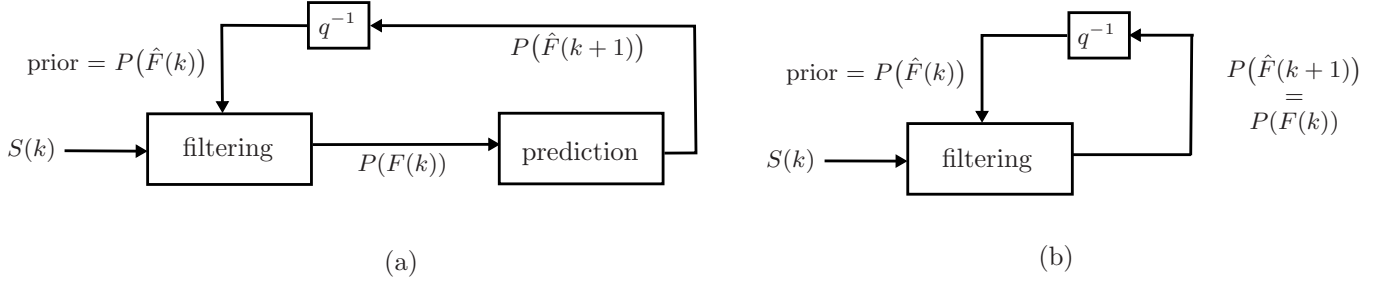 q⁻¹
P(F̂(k + 1))
prior = P(F̂(k))
S(k)
filtering
P(F(k))
prediction
(a)
q⁻¹
prior = P(F̂(k))
P(F̂(k + 1))
=
P(F(k))
S(k)
filtering
(b)